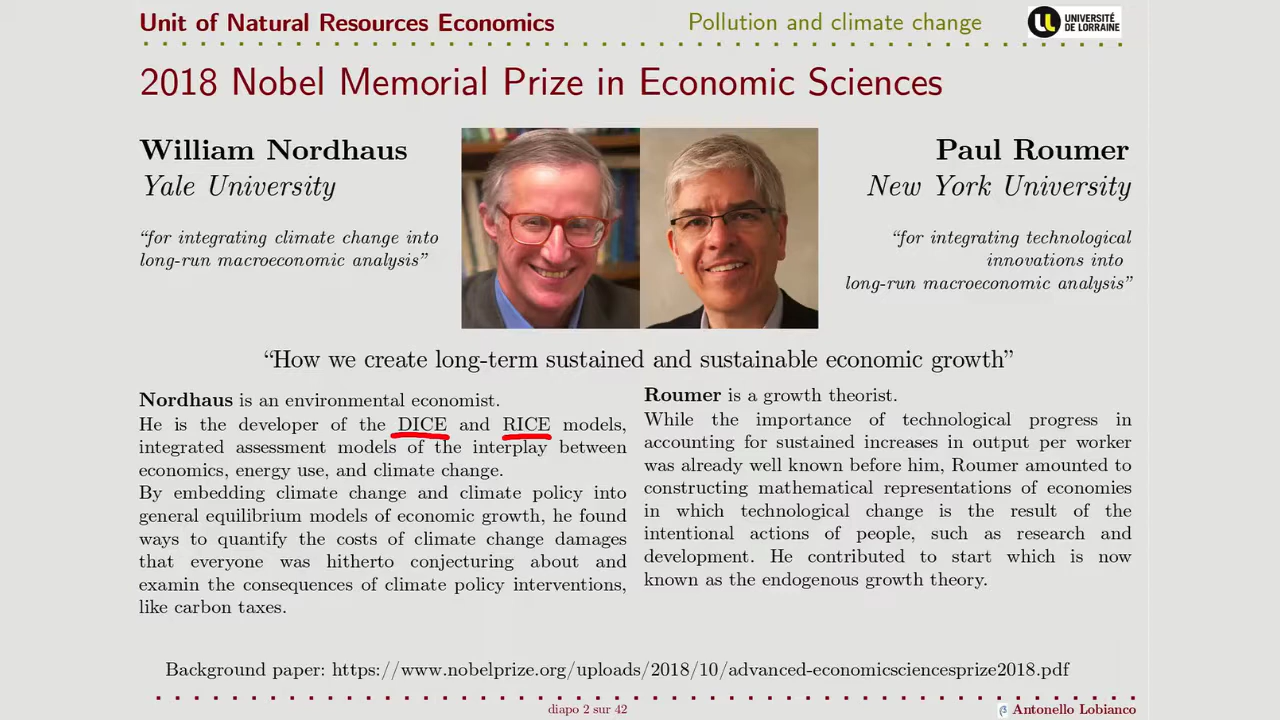 Unit of Natural Resources Economics
Pollution and climate change
UNIVERSITÉ
DE LORRAINE
2018 Nobel Memorial Prize in Economic Sciences
William Nordhaus
Yale University
“for integrating climate change into
long-run macroeconomic analysis”
Paul Roumer
New York University
“for integrating technological
innovations into
long-run macroeconomic analysis”
“How we create long-term sustained and sustainable economic growth”
Nordhaus is an environmental economist.
He is the developer of the DICE and RICE models,
integrated assessment models of the interplay between
economics, energy use, and climate change.
By embedding climate change and climate policy into
general equilibrium models of economic growth, he found
ways to quantify the costs of climate change damages
that everyone was hitherto conjecturing about and
examin the consequences of climate policy interventions,
like carbon taxes.
Roumer is a growth theorist.
While the importance of technological progress in
accounting for sustained increases in output per worker
was already well known before him, Roumer amounted to
constructing mathematical representations of economies
in which technological change is the result of the
intentional actions of people, such as research and
development. He contributed to start which is now
known as the endogenous growth theory.
Background paper: https://www.nobelprize.org/uploads/2018/10/advanced-economicsciencesprize2018.pdf
diapo 2 sur 42
Antonello Lobianco